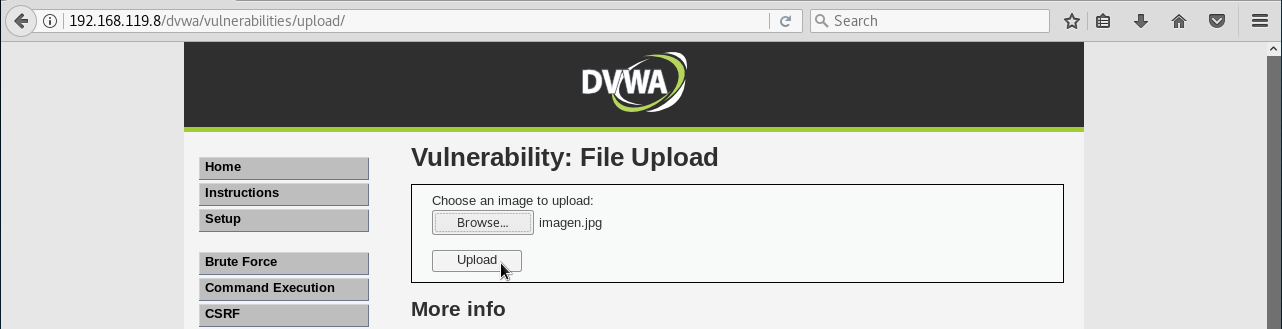 192.168.119.8/dvwa/vulnerabilities/upload/
Search
DVWA
Home
Instructions
Setup
Brute Force
Command Execution
CSRF
Vulnerability: File Upload
Choose an image to upload:
Browse... imagen.jpg
Upload
More info